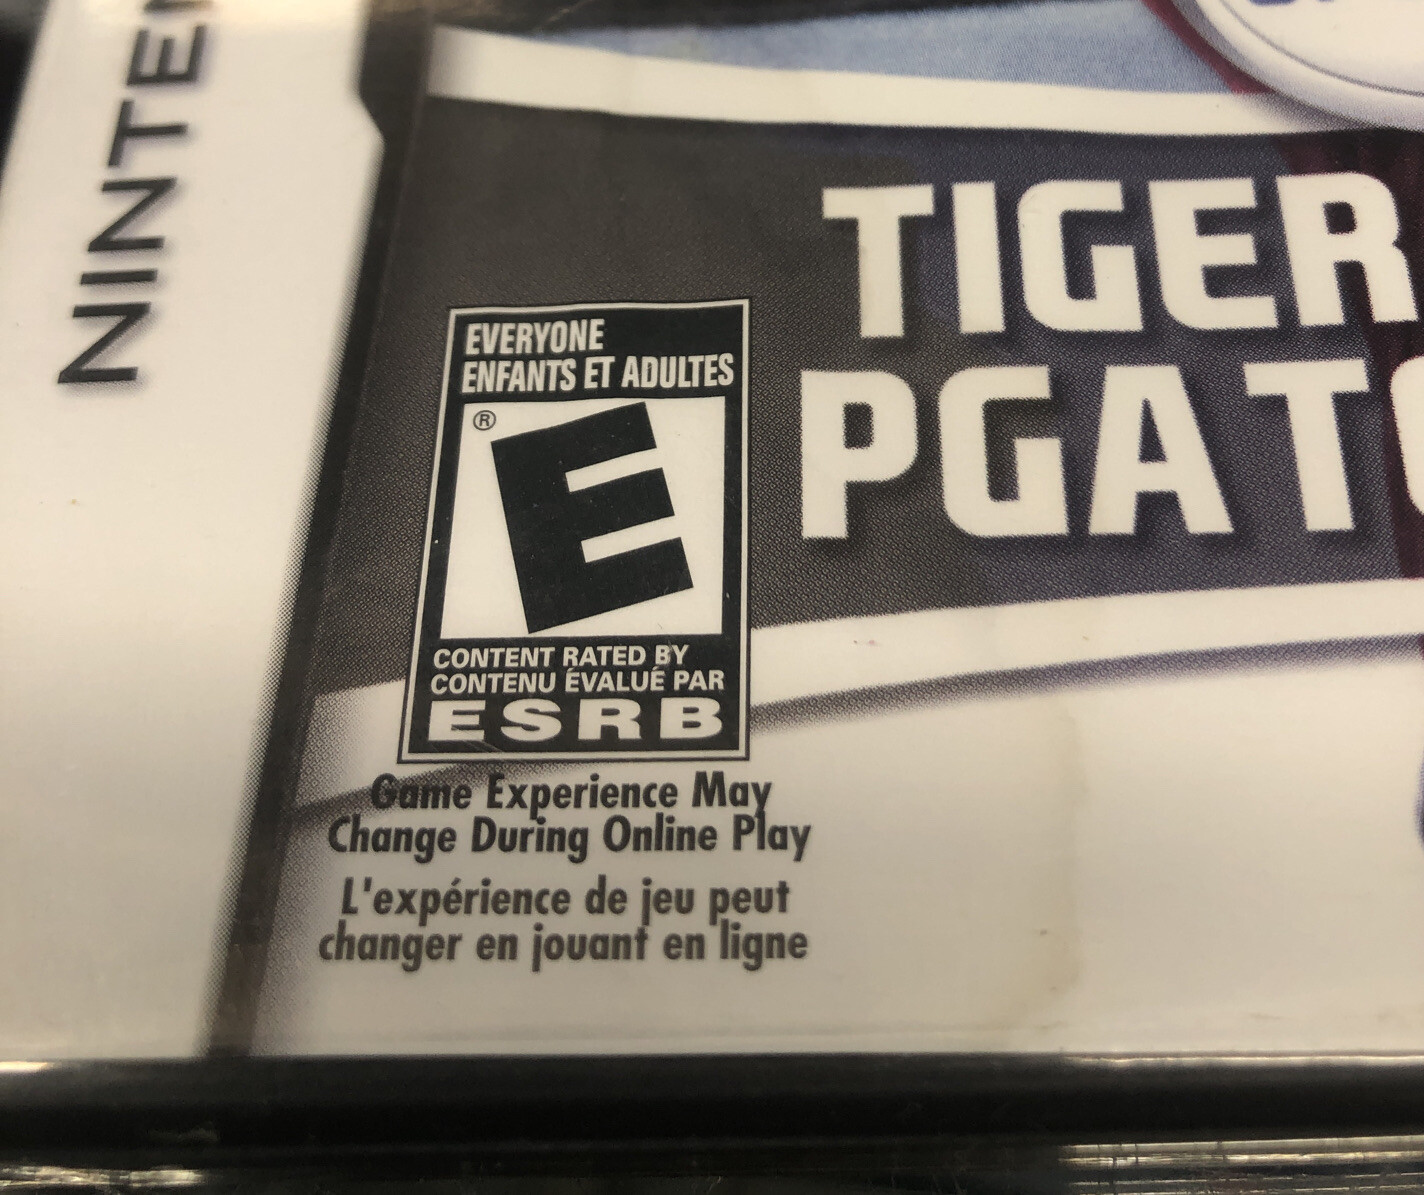 NINTE
TIGER
PGA T
EVERYONE
ENFANTS ET ADULTES
®
E
CONTENT RATED BY
CONTENU ÉVALUÉ PAR
ESRB
Game Experience May
Change During Online Play
L'expérience de jeu peut
changer en jouant en ligne